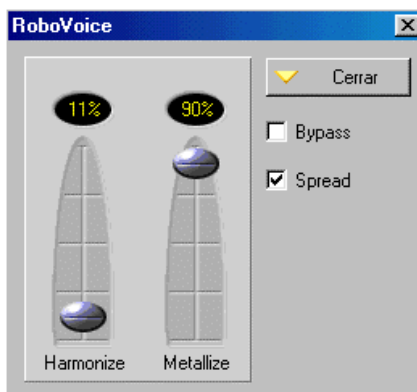 RoboVoice
11% 90%
Cerrar
Bypass
Spread
Harmonize Metallize